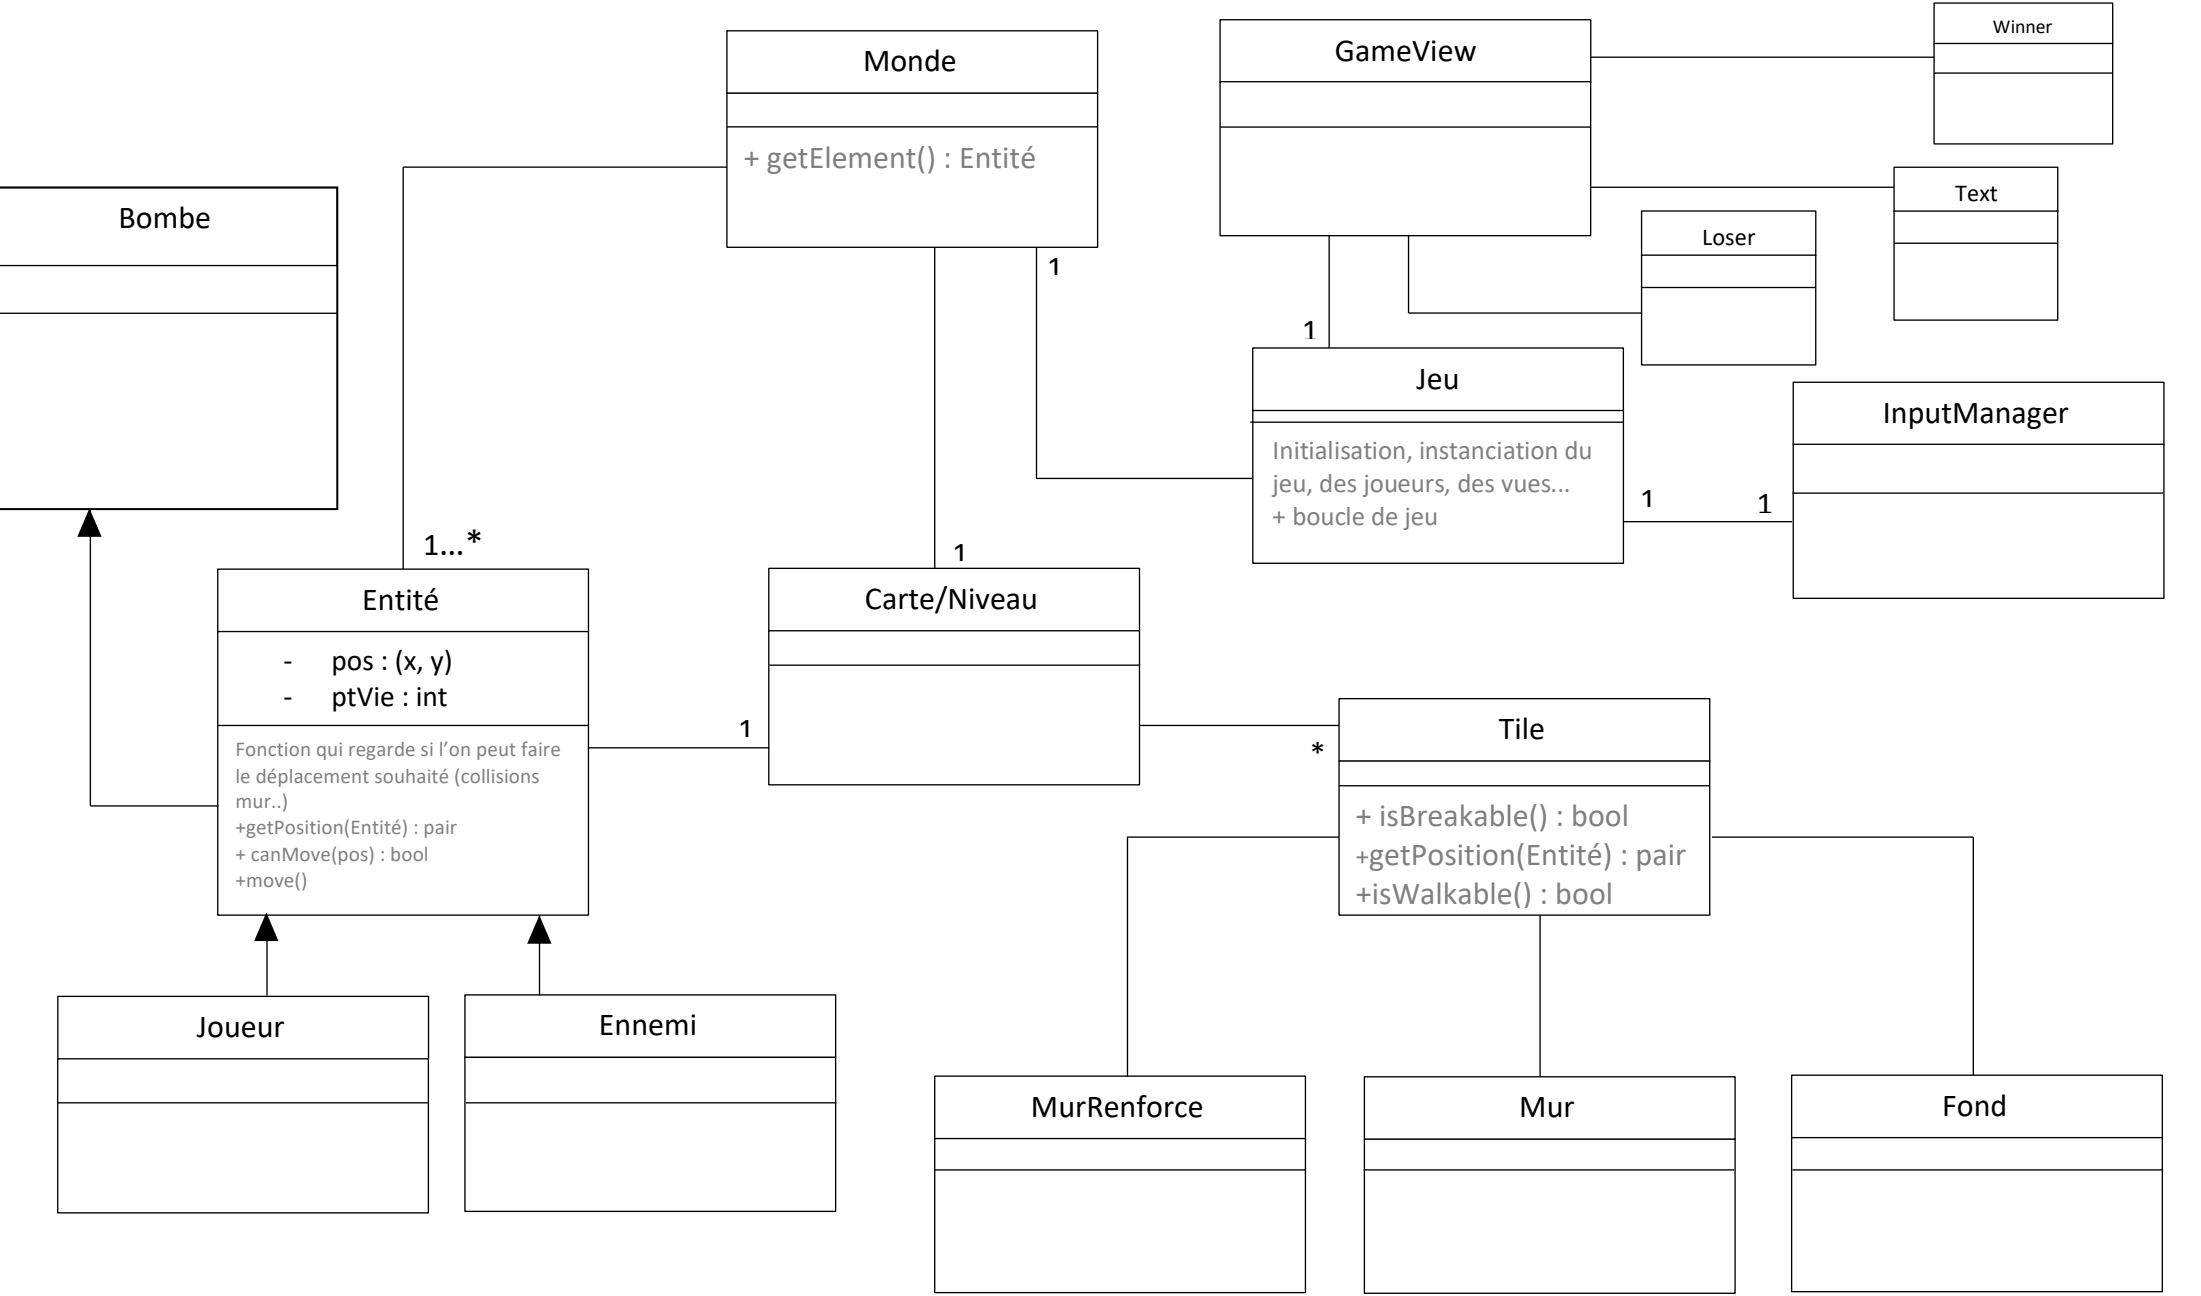 Winner
GameView
Monde
+ getElement() : Entité
Text
Bombe
Loser
1
1
Jeu
InputManager
Initialisation, instanciation du
jeu, des joueurs, des vues...
+ boucle de jeu
1
1
1...*
1
Entité
Carte/Niveau
- pos : (x, y)
- ptVie : int
1
Tile
*
Fonction qui regarde si l’on peut faire
le déplacement souhaité (collisions
mur..)
+getPosition(Entité) : pair
+ canMove(pos) : bool
+move()
+ isBreakable() : bool
+getPosition(Entité) : pair
+isWalkable() : bool
Joueur
Ennemi
MurRenforce
Mur
Fond